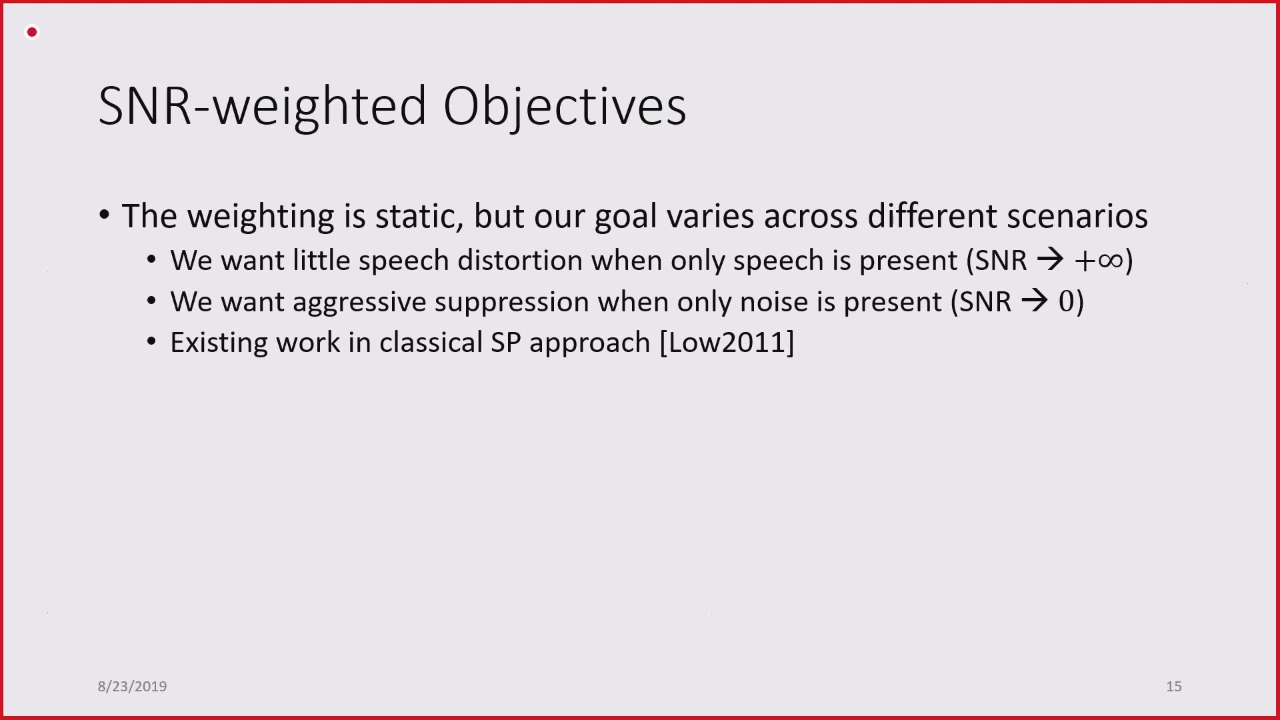 SNR-weighted Objectives
• The weighting is static, but our goal varies across different scenarios
• We want little speech distortion when only speech is present (SNR → +∞)
• We want aggressive suppression when only noise is present (SNR → 0)
• Existing work in classical SP approach [Low2011]
8/23/2019
15